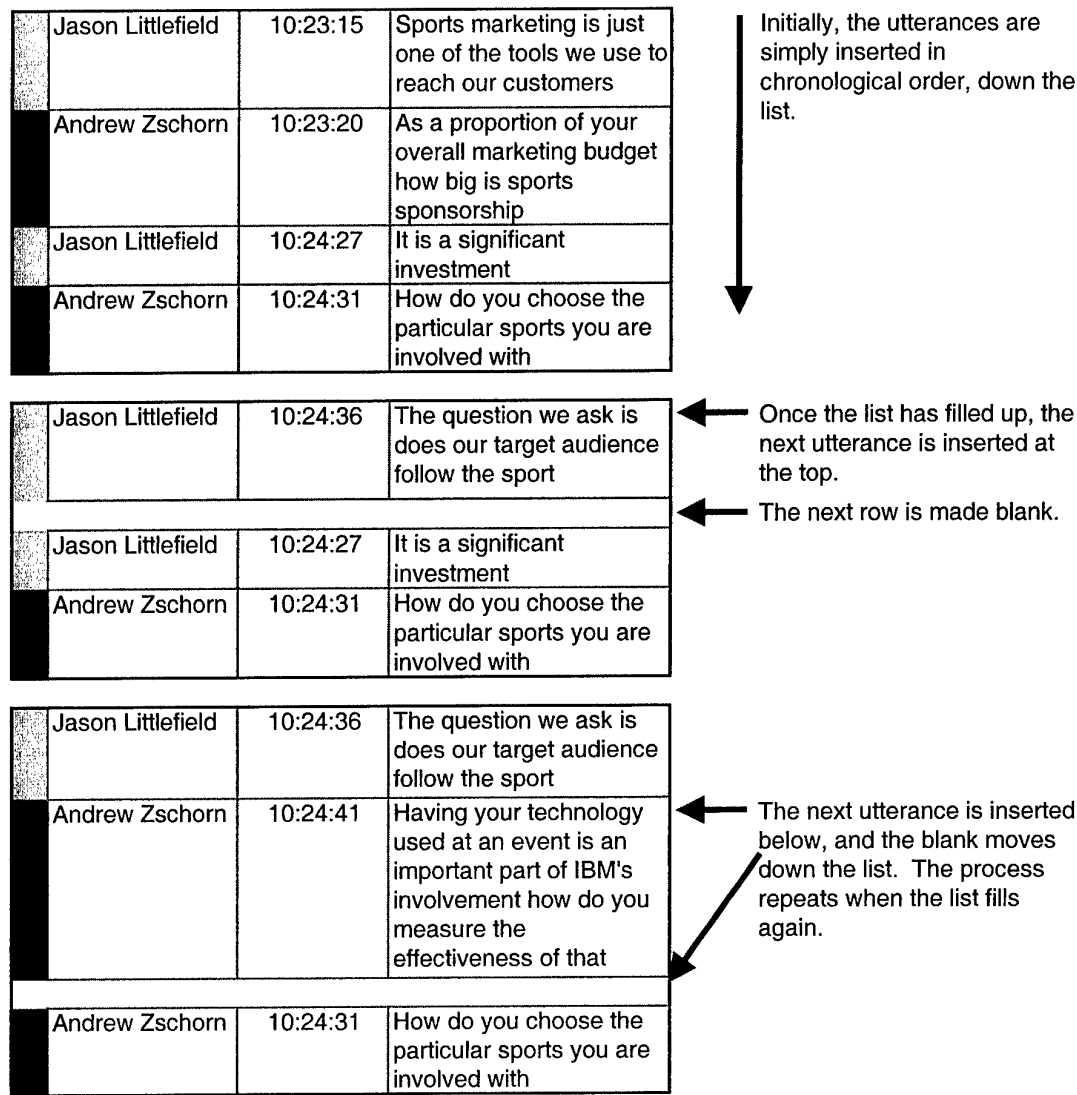 Jason Littlefield 10:23:15 Sports marketing is just
one of the tools we use to
reach our customers
Andrew Zschorn 10:23:20 As a proportion of your
overall marketing budget
how big is sports
sponsorship
Jason Littlefield 10:24:27 It is a significant
investment
Andrew Zschorn 10:24:31 How do you choose the
particular sports you are
involved with
Initially, the utterances are
simply inserted in
chronological order, down the
list.
Jason Littlefield 10:24:36 The question we ask is
does our target audience
follow the sport
Jason Littlefield 10:24:27 It is a significant
investment
Andrew Zschorn 10:24:31 How do you choose the
particular sports you are
involved with
Once the list has filled up, the
next utterance is inserted at
the top.
The next row is made blank.
Jason Littlefield 10:24:36 The question we ask is
does our target audience
follow the sport
Andrew Zschorn 10:24:41 Having your technology
used at an event is an
important part of IBM's
involvement how do you
measure the
effectiveness of that
Andrew Zschorn 10:24:31 How do you choose the
particular sports you are
involved with
The next utterance is inserted
below, and the blank moves
down the list. The process
repeats when the list fills
again.